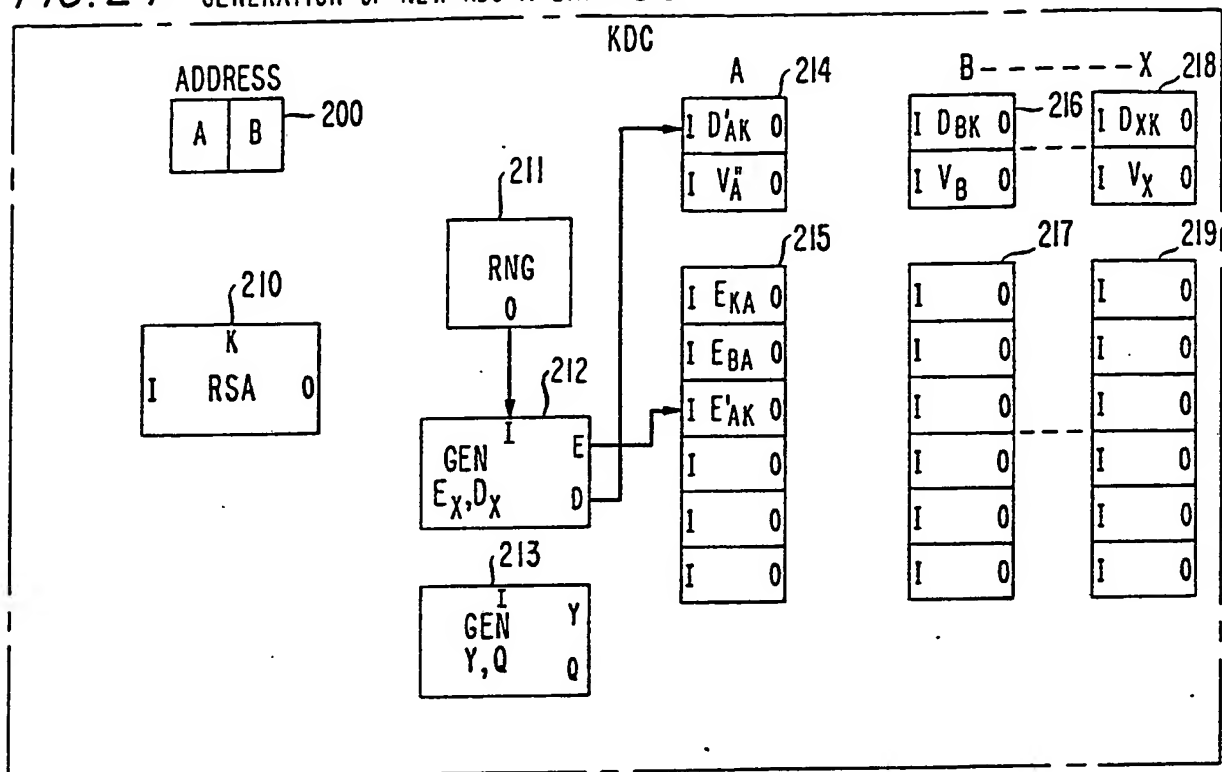 GENERATION OF NEW KDC
KDC
ADDRESS
A B
200
A
214
I D'AK O
I V"A O
B - - - - - - X
216
I DBK O
I VB O
218
I DXK O
I VX O
211
RNG
O
210
K
I RSA O
212
I
GEN
EX,DX
E
D
213
I
GEN
Y,Q
Y
Q
215
I EKA O
I EBA O
I E'AK O
I O
I O
I O
217
I O
I O
I O
I O
I O
I O
219
I O
I O
I O
I O
I O
I O